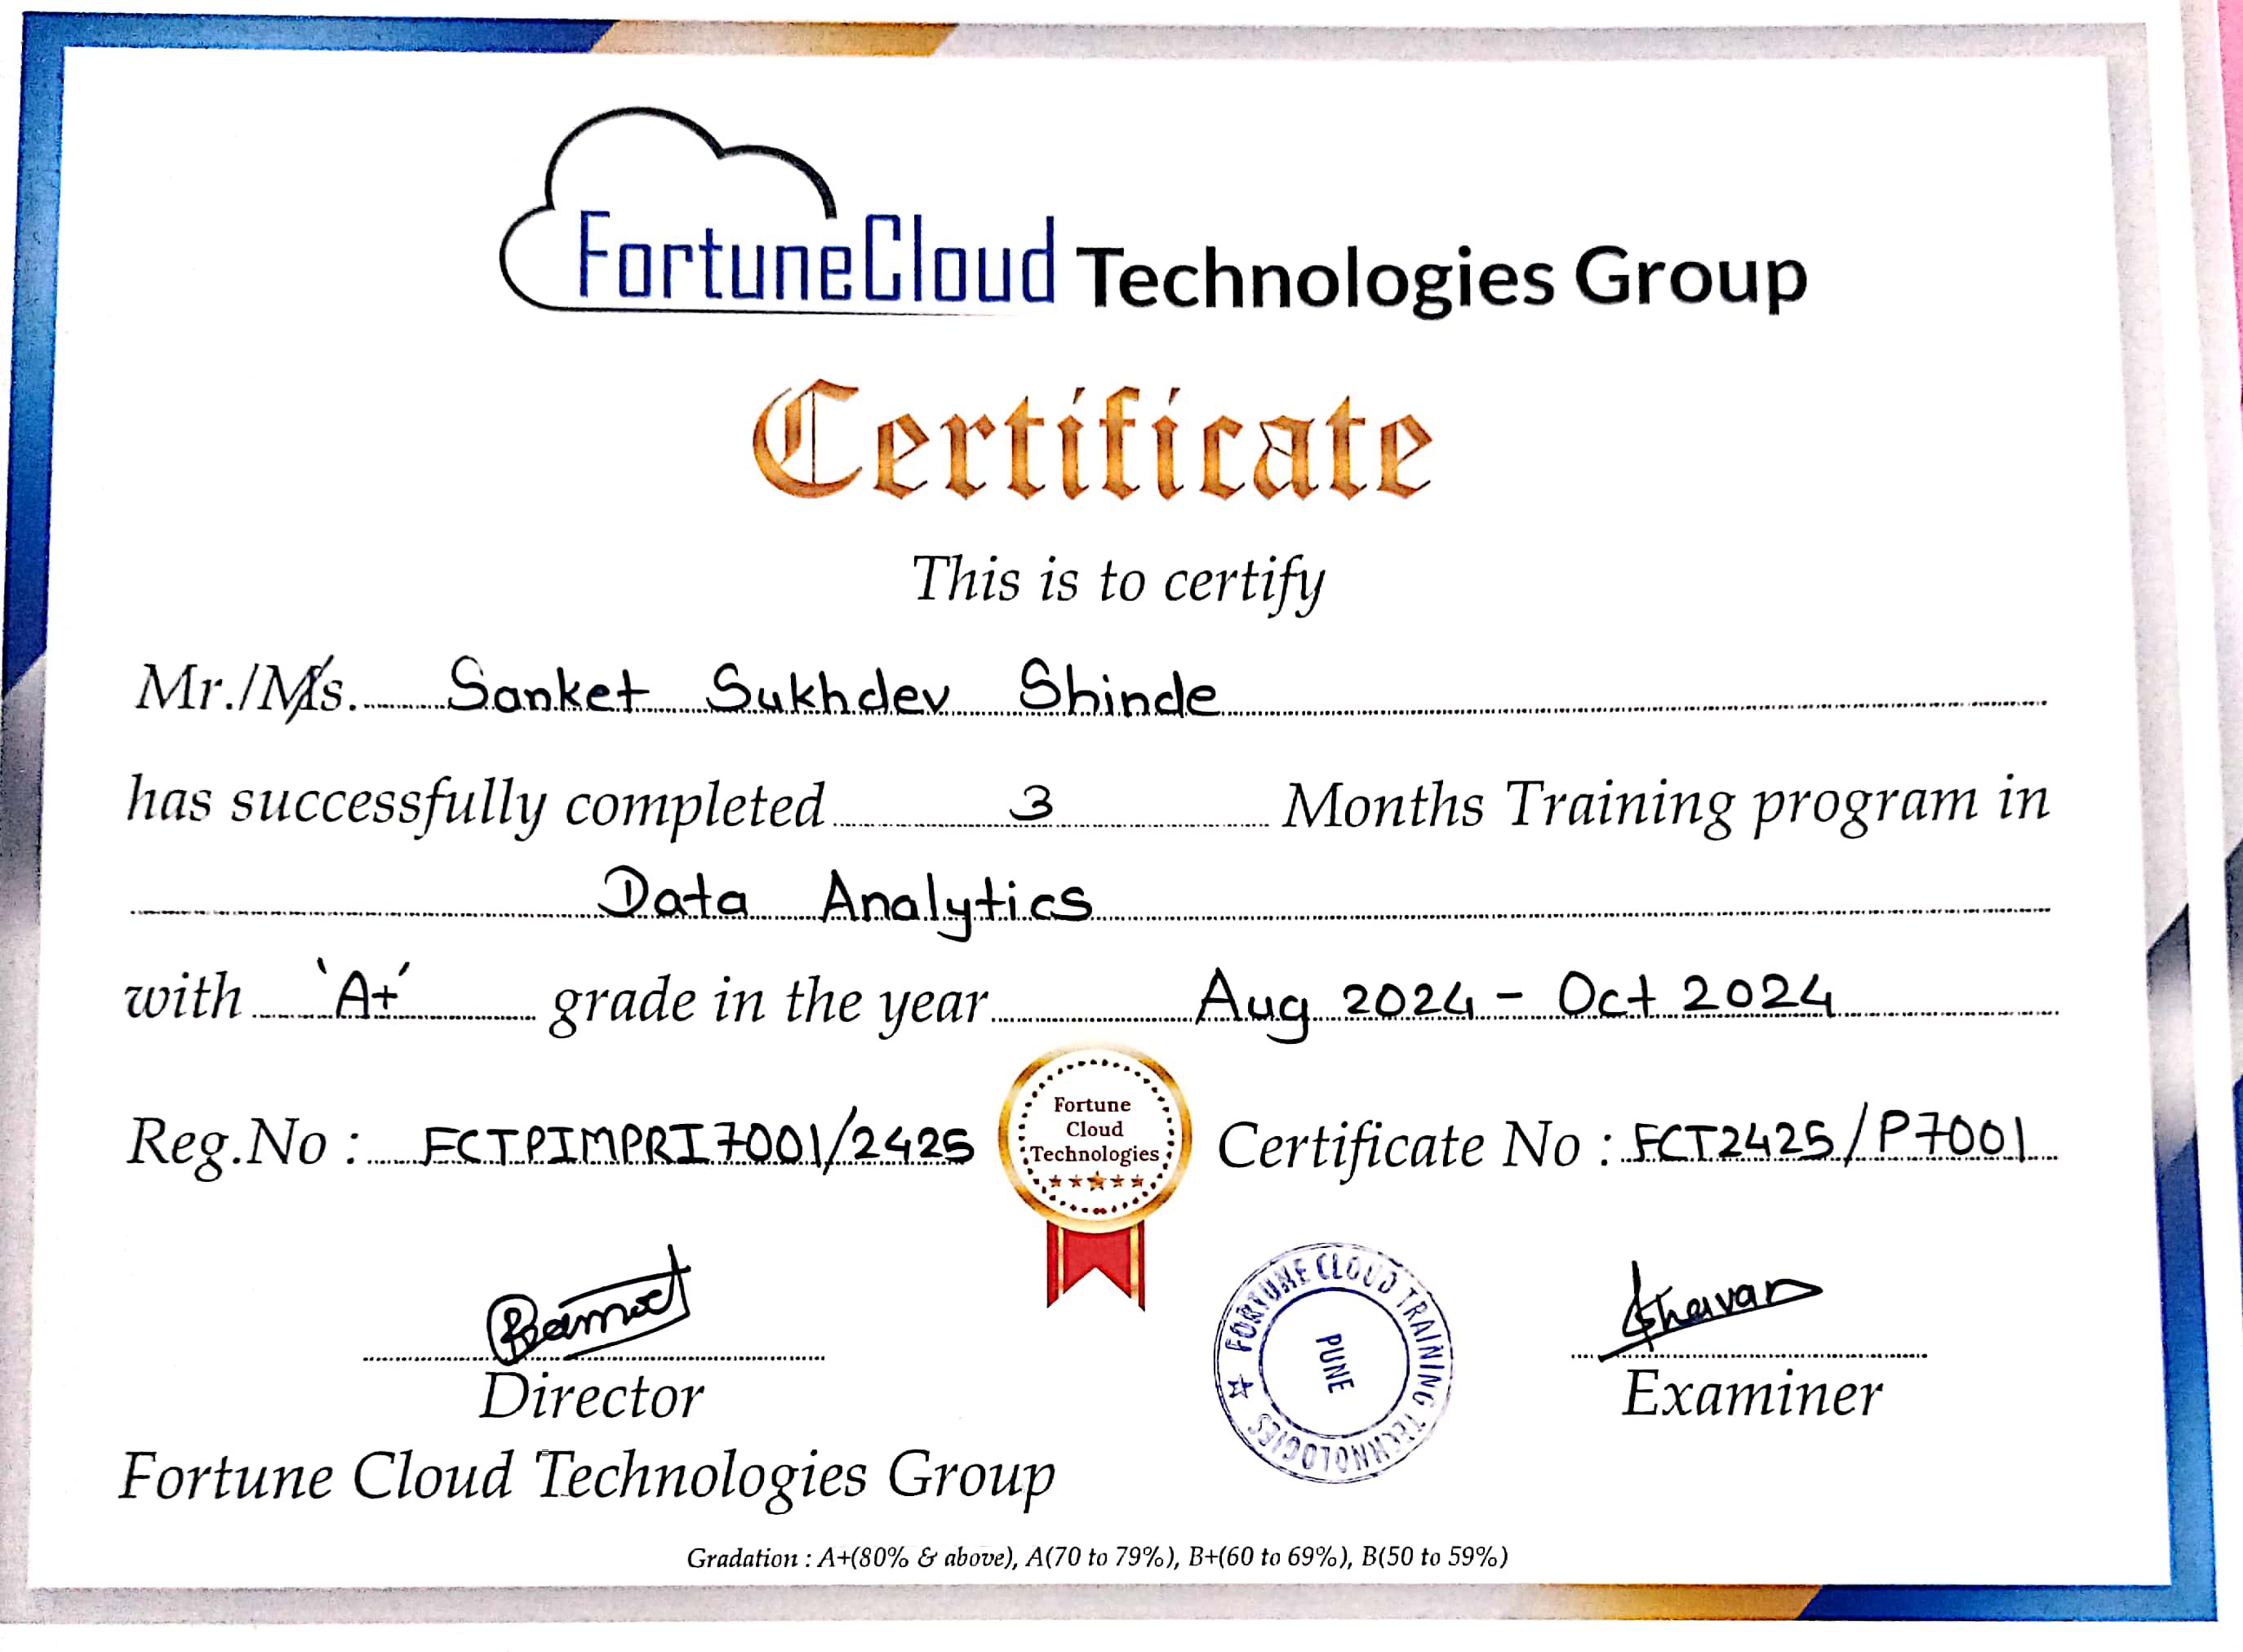 FortuneCloud Technologies Group
Certificate
This is to certify
Mr./Ms. Sanket Sukhdev Shinde
has successfully completed 3 Months Training program in
Data Analytics
with 'A+' grade in the year Aug 2024 - Oct 2024
Fortune
Cloud
Technologies
Reg.No : FCTPIMPRI7001/2425 Certificate No : FCT2425/P7001
FORTUNE CLOUD TRAINING TECHNOLOGIES
PUNE
Director Examiner
Fortune Cloud Technologies Group
Gradation : A+(80% & above), A(70 to 79%), B+(60 to 69%), B(50 to 59%)